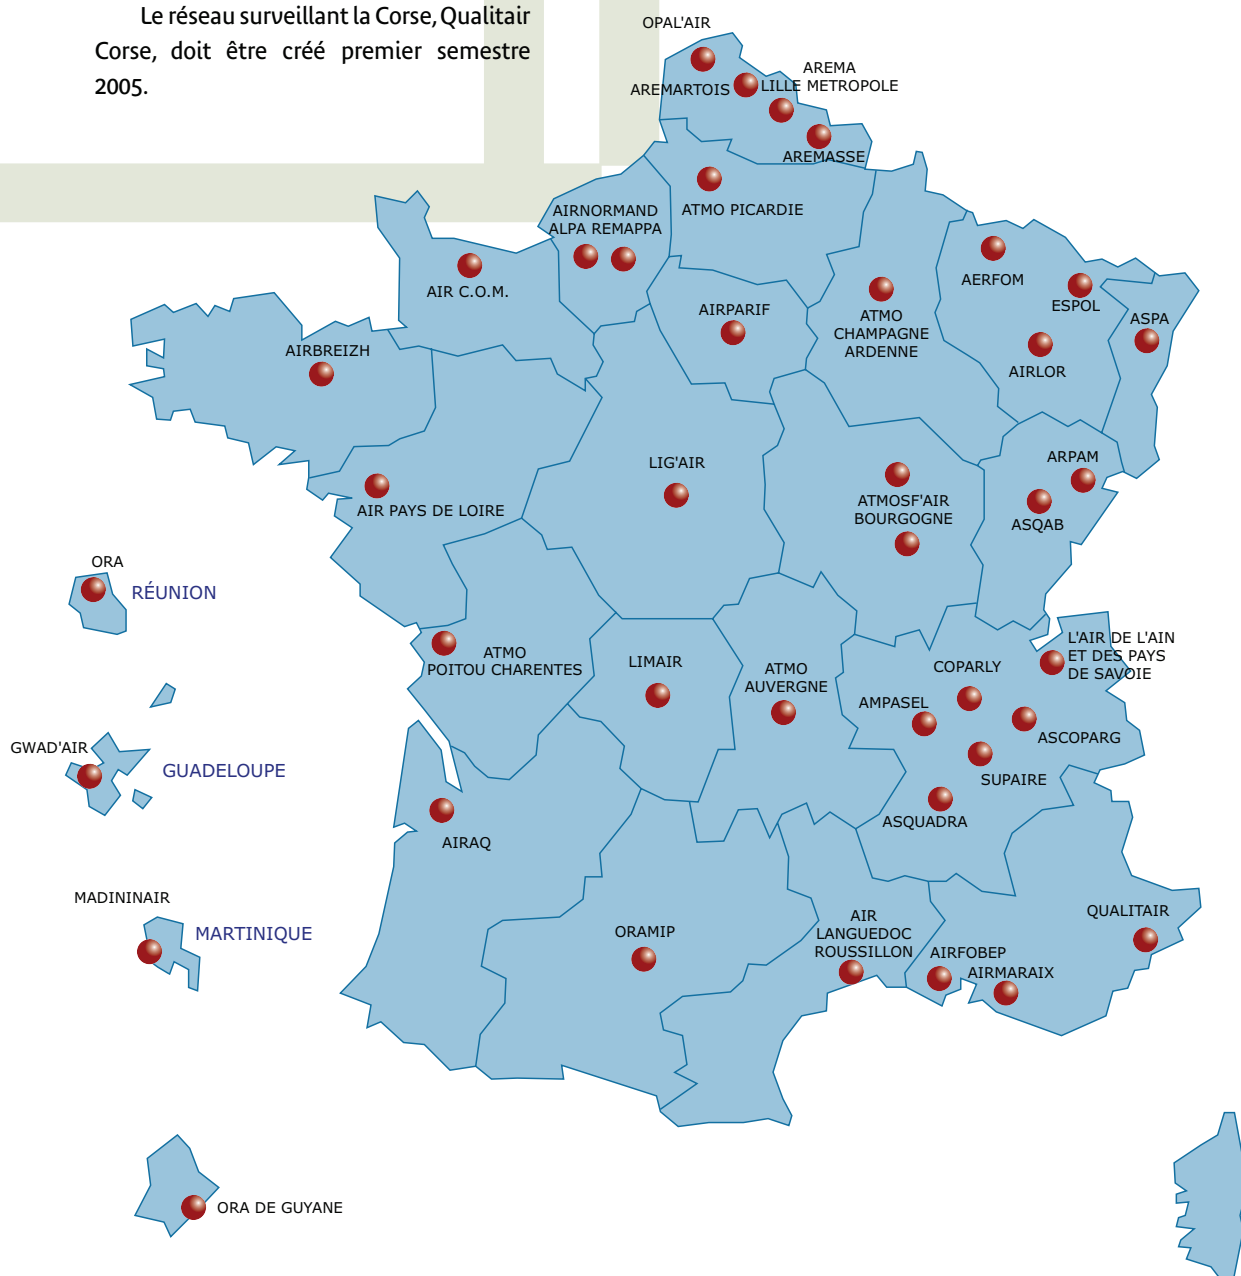 Le réseau surveillant la Corse, Qualitair
Corse, doit être créé premier semestre
2005.
OPAL'AIR
AREMARTOIS
AREMA
LILLE METROPOLE
AREMASSE
ATMO PICARDIE
AIRNORMAND
ALPA REMAPPA
AIR C.O.M.
AIRBREIZH
AIRPARIF
ATMO
CHAMPAGNE
ARDENNE
AERFOM
ESPOL
ASPA
AIRLOR
ARPAM
ASQAB
LIG'AIR
AIR PAYS DE LOIRE
ATMOSF'AIR
BOURGOGNE
ORA
RÉUNION
ATMO
POITOU CHARENTES
LIMAIR
ATMO
AUVERGNE
COPARLY
L'AIR DE L'AIN
ET DES PAYS
DE SAVOIE
AMPASEL
ASCOPARG
SUPAIRE
ASQUADRA
GWAD'AIR
GUADELOUPE
AIRAQ
MADININAIR
MARTINIQUE
ORAMIP
AIR
LANGUEDOC
ROUSSILLON
AIRFOBEP
AIRMARAIX
QUALITAIR
ORA DE GUYANE